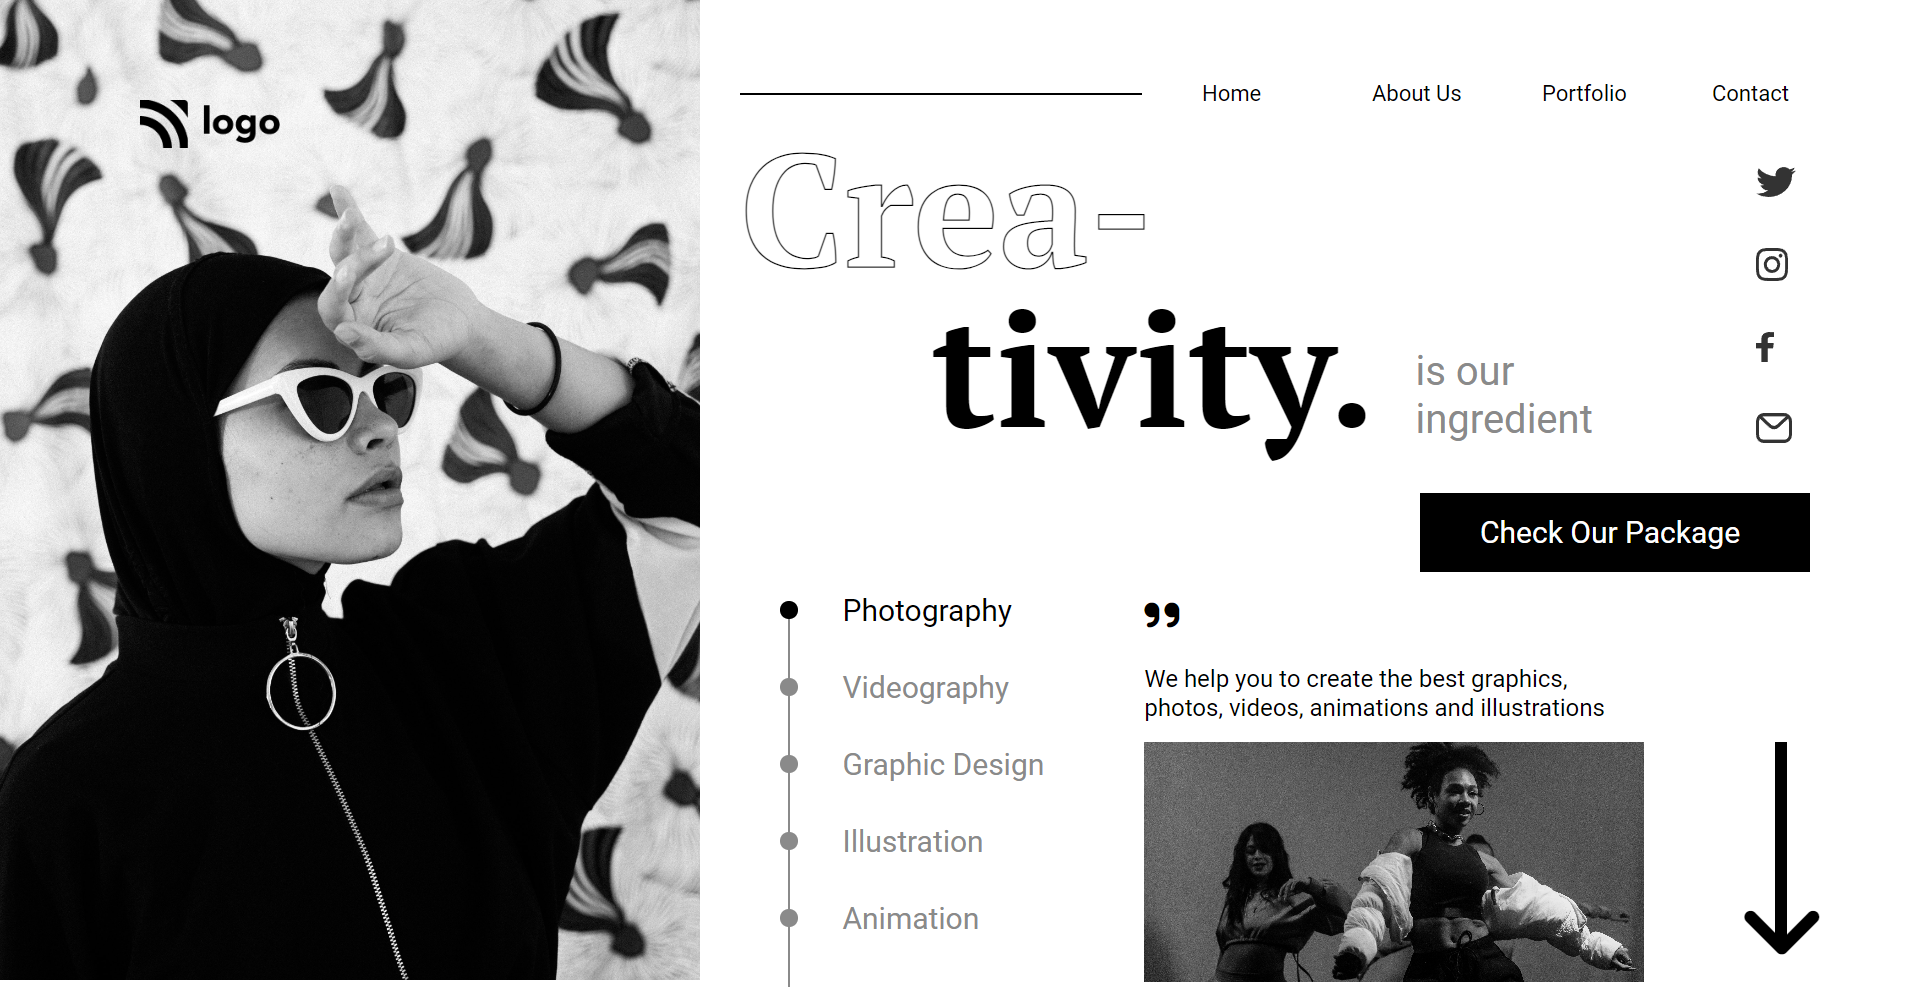 logo
Home
About Us
Portfolio
Contact
Crea-
tivity.
is our
ingredient
Check Our Package
Photography
Videography
Graphic Design
Illustration
Animation
”
We help you to create the best graphics,
photos, videos, animations and illustrations